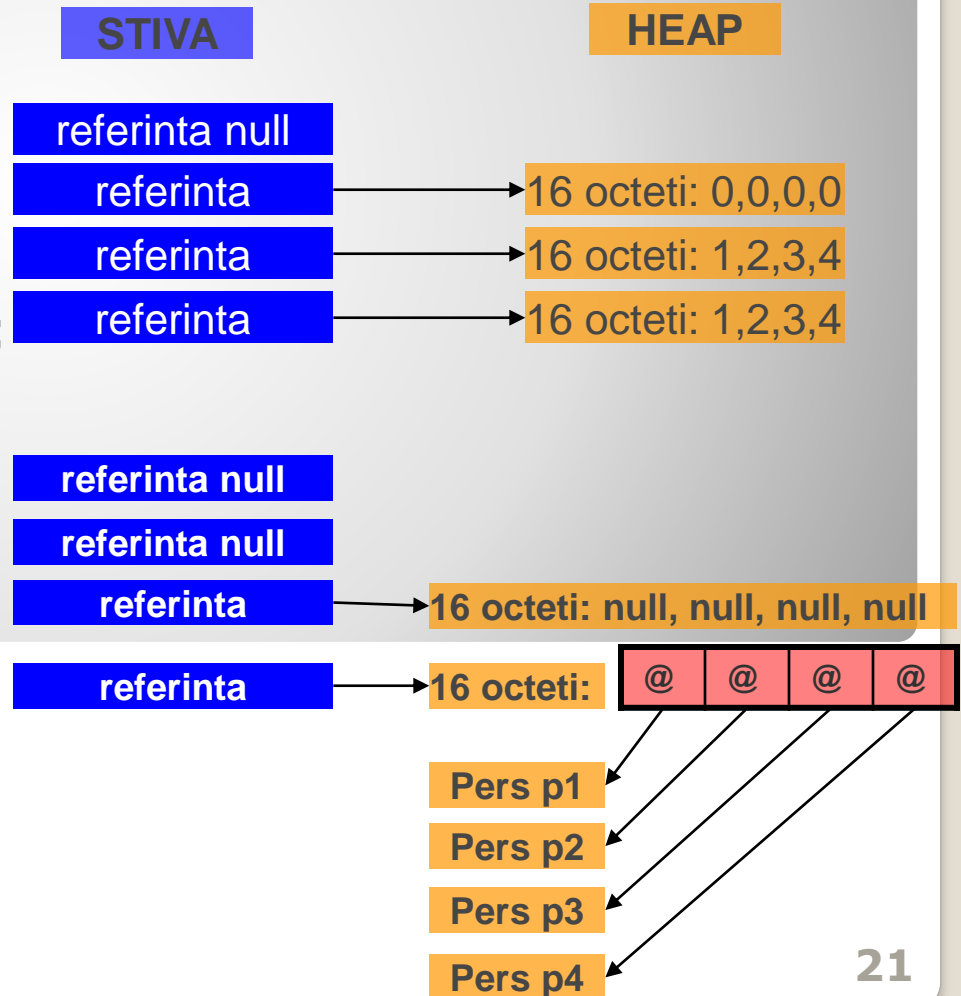 STIVA HEAP
referinta null
referinta 16 octeti: 0,0,0,0
referinta 16 octeti: 1,2,3,4
referinta 16 octeti: 1,2,3,4
referinta null
referinta null
referinta 16 octeti: null, null, null, null
referinta 16 octeti: @ @ @ @
Pers p1
Pers p2
Pers p3
Pers p4
21